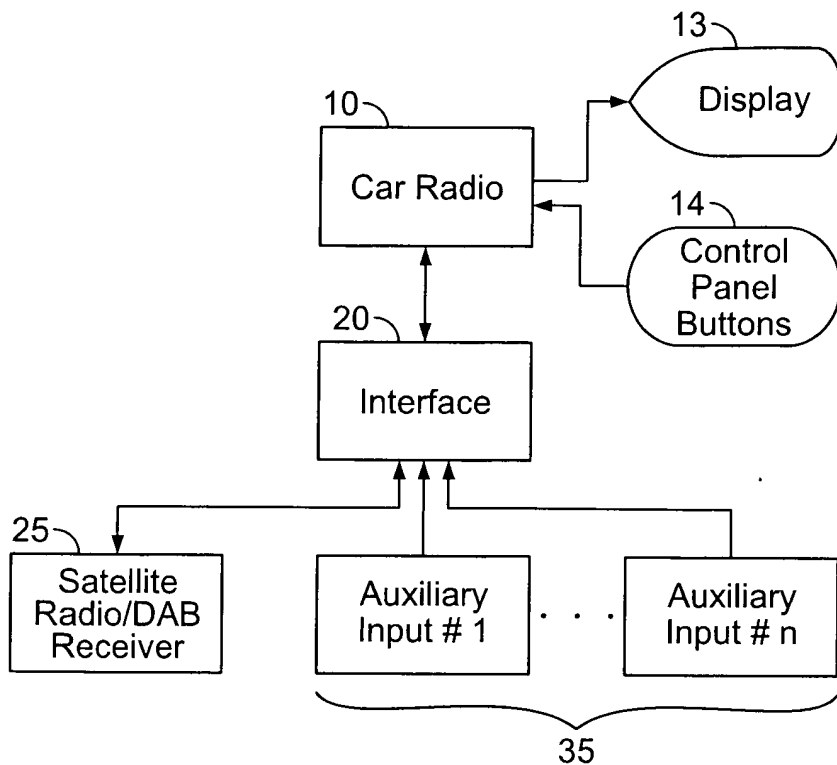 13
Display
10
Car Radio
14
Control
Panel
Buttons
20
Interface
25
Satellite
Radio/DAB
Receiver
Auxiliary
Input # 1
. . .
Auxiliary
Input # n
35